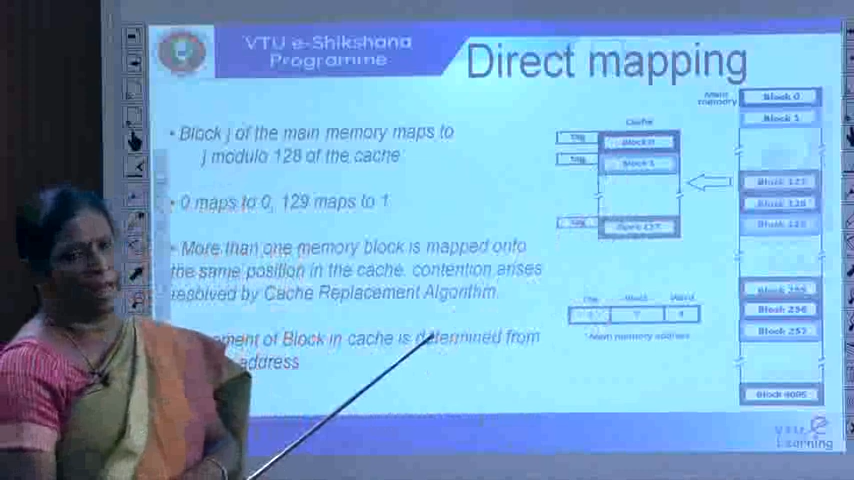 VTU e-Shikshana
Programme
Direct mapping
• Block j of the main memory maps to
j modulo 128 of the cache
• 0 maps to 0, 129 maps to 1
• More than one memory block is mapped onto
the same position in the cache. contention arises
resolved by Cache Replacement Algorithm.
of Block in cache is determined from
address
Cache
tag
Block 0
tag
Block 1
tag
Block 127
Main
memory
Block 0
Block 1
Block 127
Block 128
Block 129
Block 255
Block 256
Block 257
Block 4095
Tag
Word
7
4
Main memory address
VTU
Learning